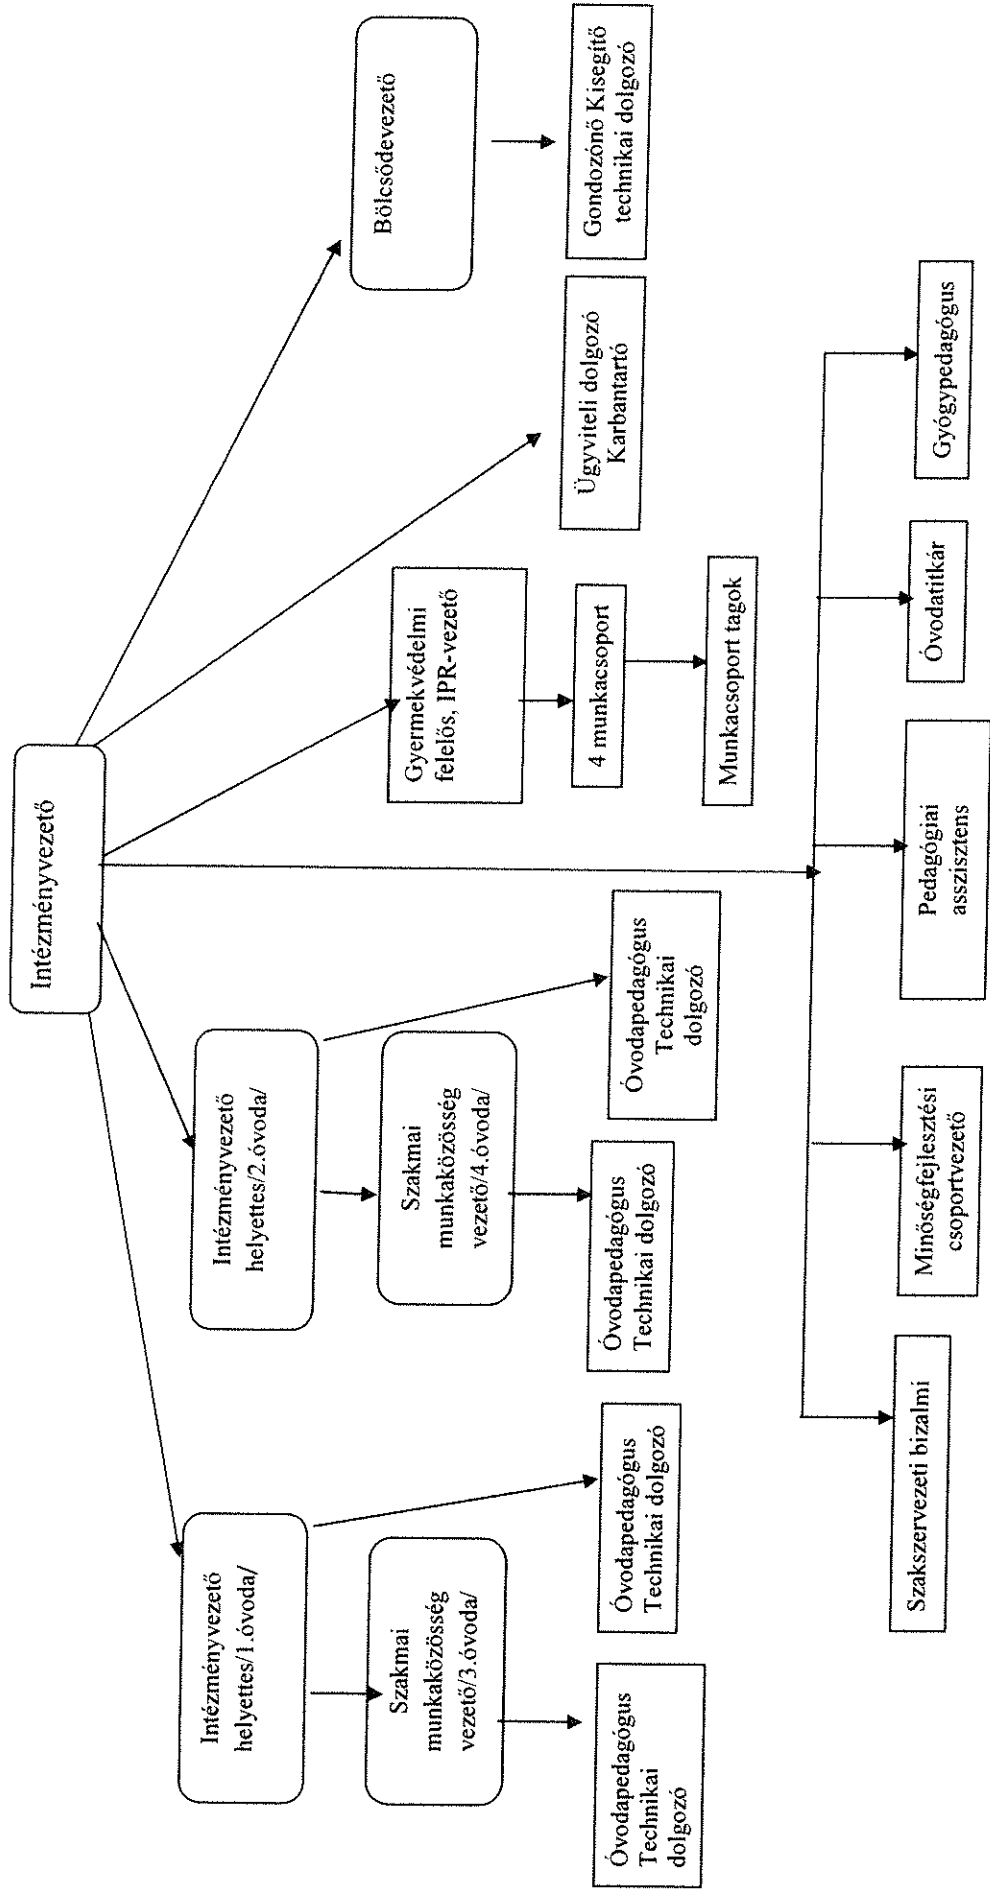 Intézményvezető
Intézményvezető
helyettes/1.óvoda/
Szakmai
munkaközösség
vezető/3.óvoda/
Óvodapedagógus
Technikai
dolgozó
Óvodapedagógus
Technikai dolgozó
Intézményvezető
helyettes/2.óvoda/
Szakmai
munkaközösség
vezető/4.óvoda/
Óvodapedagógus
Technikai dolgozó
Óvodapedagógus
Technikai
dolgozó
Gyermekvédelmi
felelős, IPR-vezető
4 munkacsoport
Munkacsoport tagok
Ügyviteli dolgozó
Karbantartó
Bölcsődevezető
Gondozónő Kisegítő
technikai dolgozó
Szakszervezeti bizalmi
Minőségfejlesztési
csoportvezető
Pedagógiai
asszisztens
Óvodatitkár
Gyógypedagógus